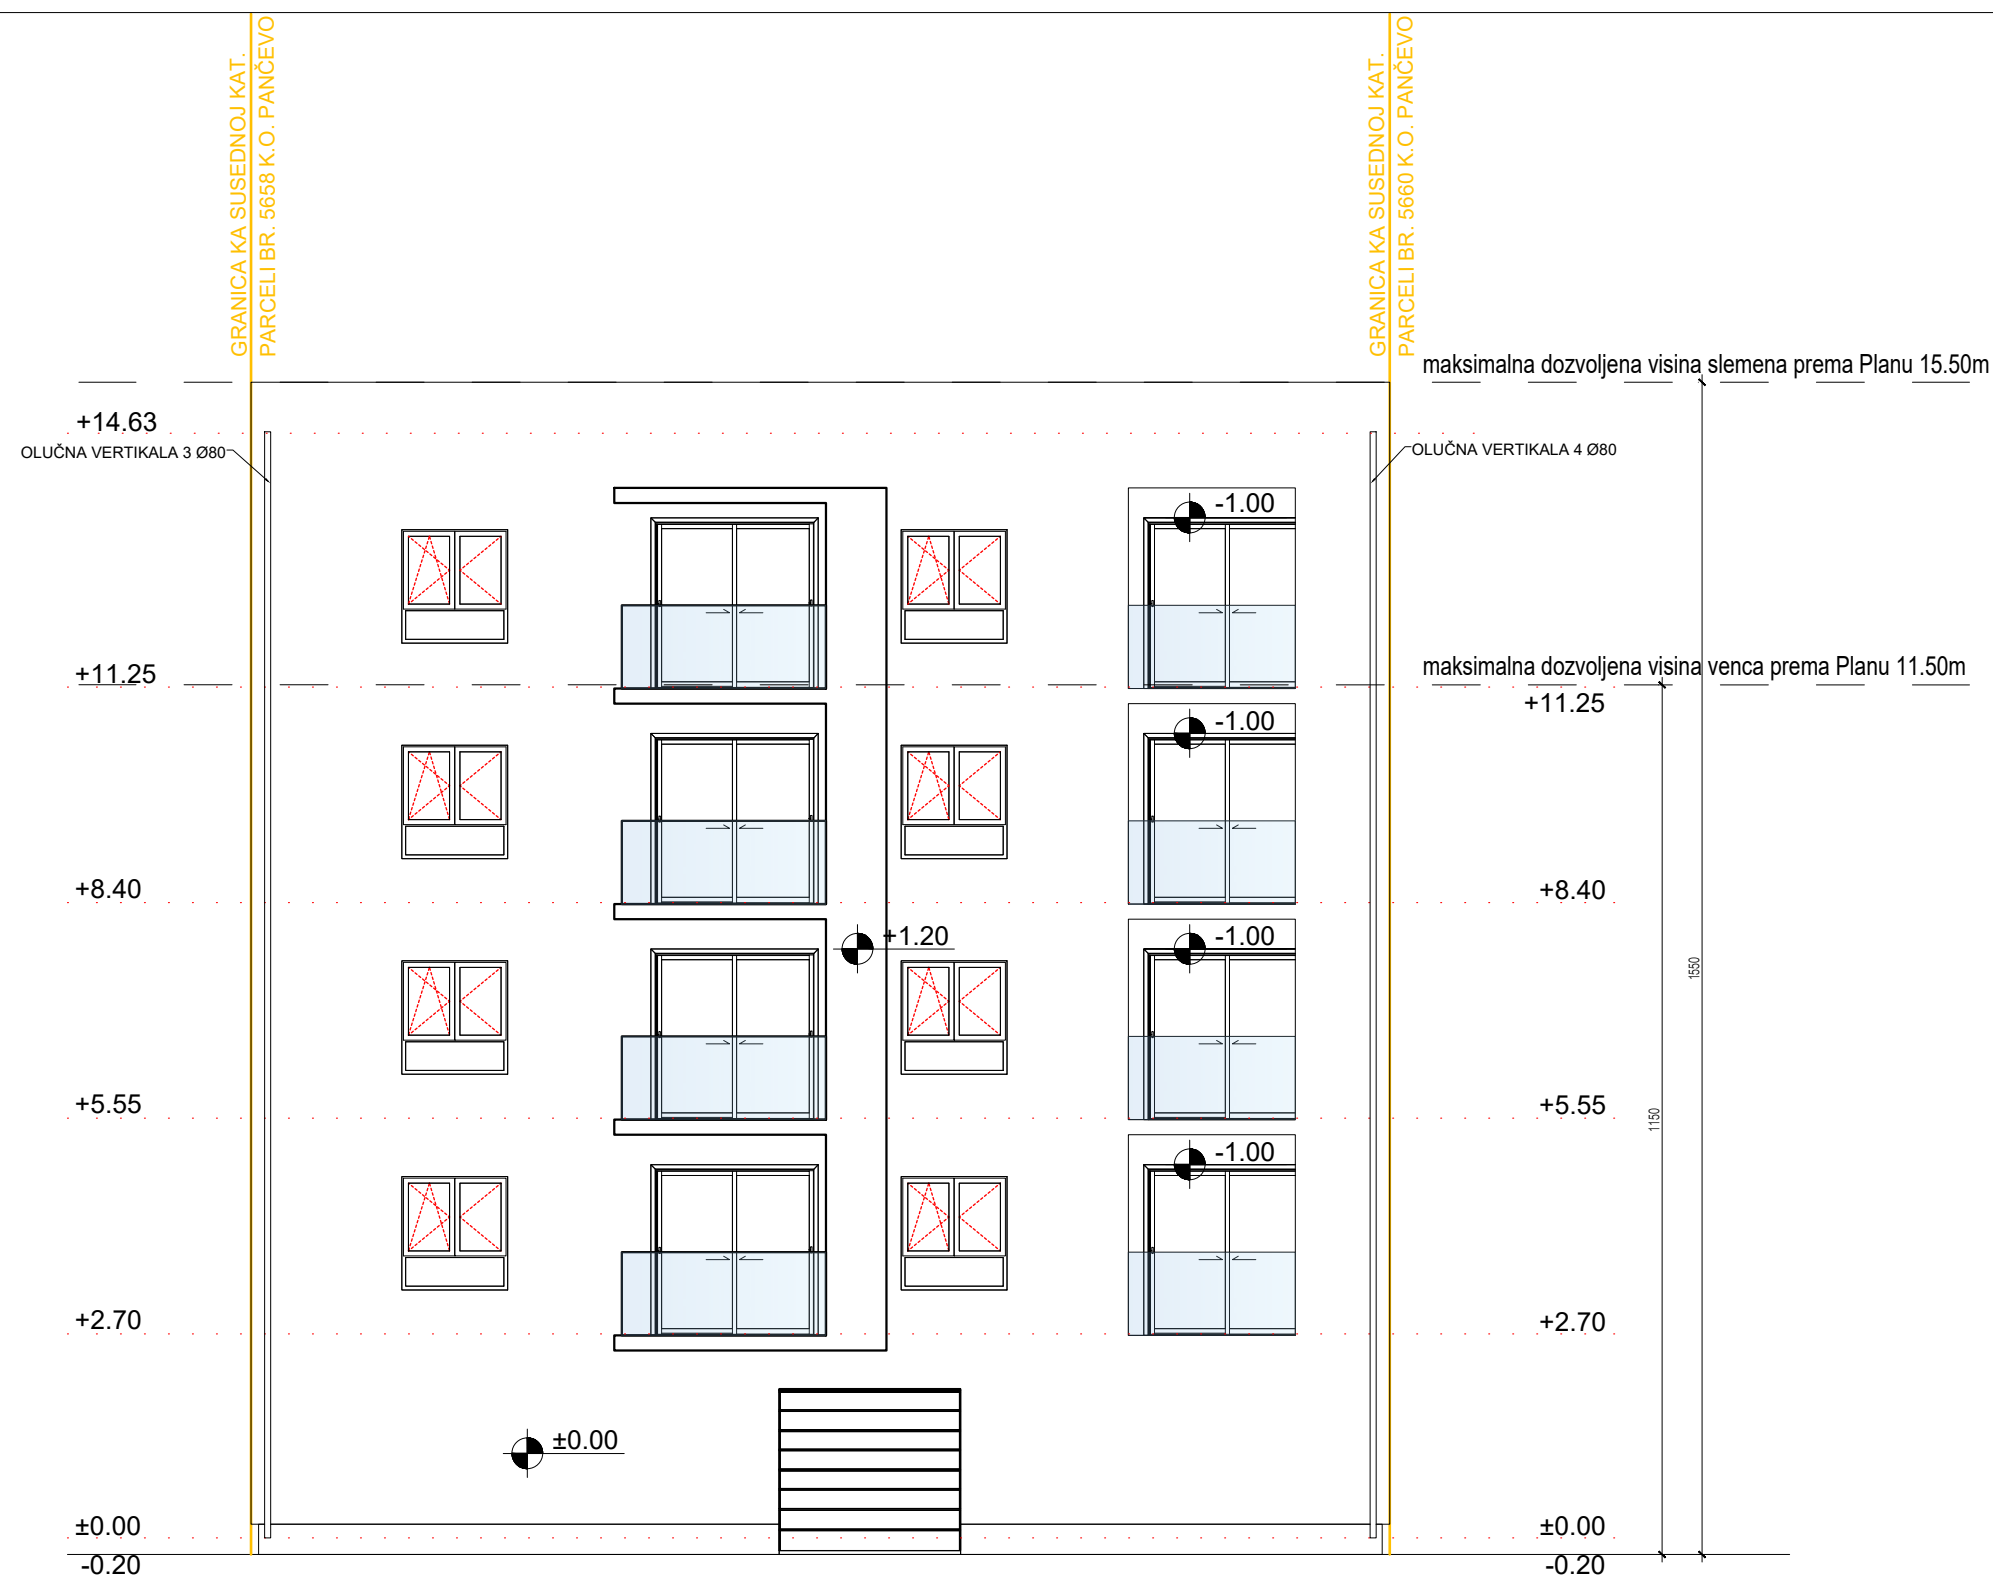 GRANICA KA SUSEDNOJ KAT.
PARCELI BR. 5658 K.O. PANČEVO
GRANICA KA SUSEDNOJ KAT.
PARCELI BR. 5660 K.O. PANČEVO
maksimalna dozvoljena visina slemena prema Planu 15.50m
+14.63
OLUČNA VERTIKALA 3 Ø80
OLUČNA VERTIKALA 4 Ø80
-1.00
maksimalna dozvoljena visina venca prema Planu 11.50m
+11.25
+11.25
-1.00
+8.40
+8.40
+1.20
-1.00
1550
+5.55
+5.55
1150
-1.00
+2.70
+2.70
±0.00
±0.00
±0.00
-0.20
-0.20